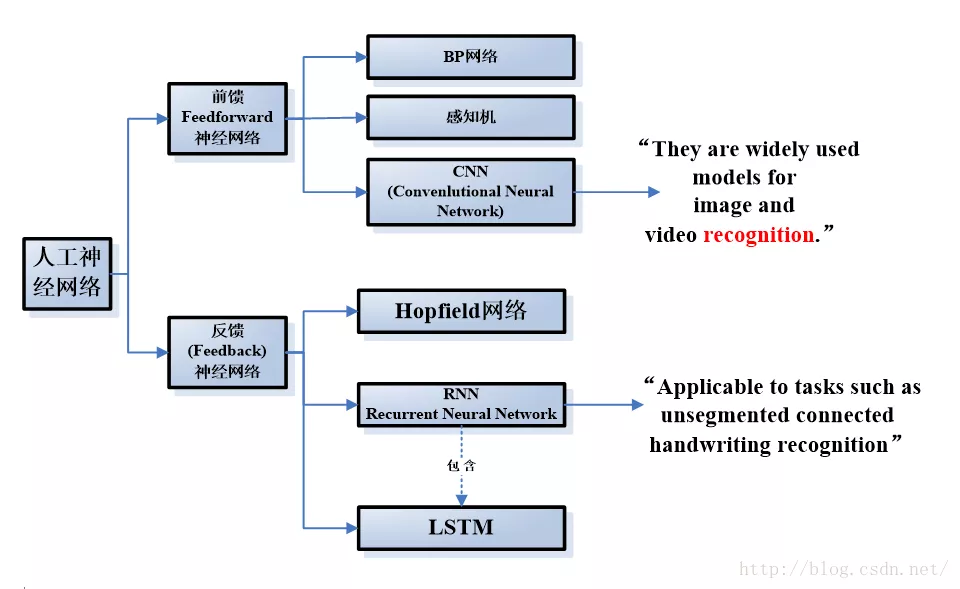 人工神
经网络
前馈
Feedforward
神经网络
BP网络
感知机
CNN
(Convenlutional Neural
Network)
“They are widely used
models for
image and
video recognition.”
反馈
(Feedback)
神经网络
Hopfield网络
RNN
Recurrent Neural Network
“Applicable to tasks such as
unsegmented connected
handwriting recognition”
包含
LSTM
http://blog.csdn.net/